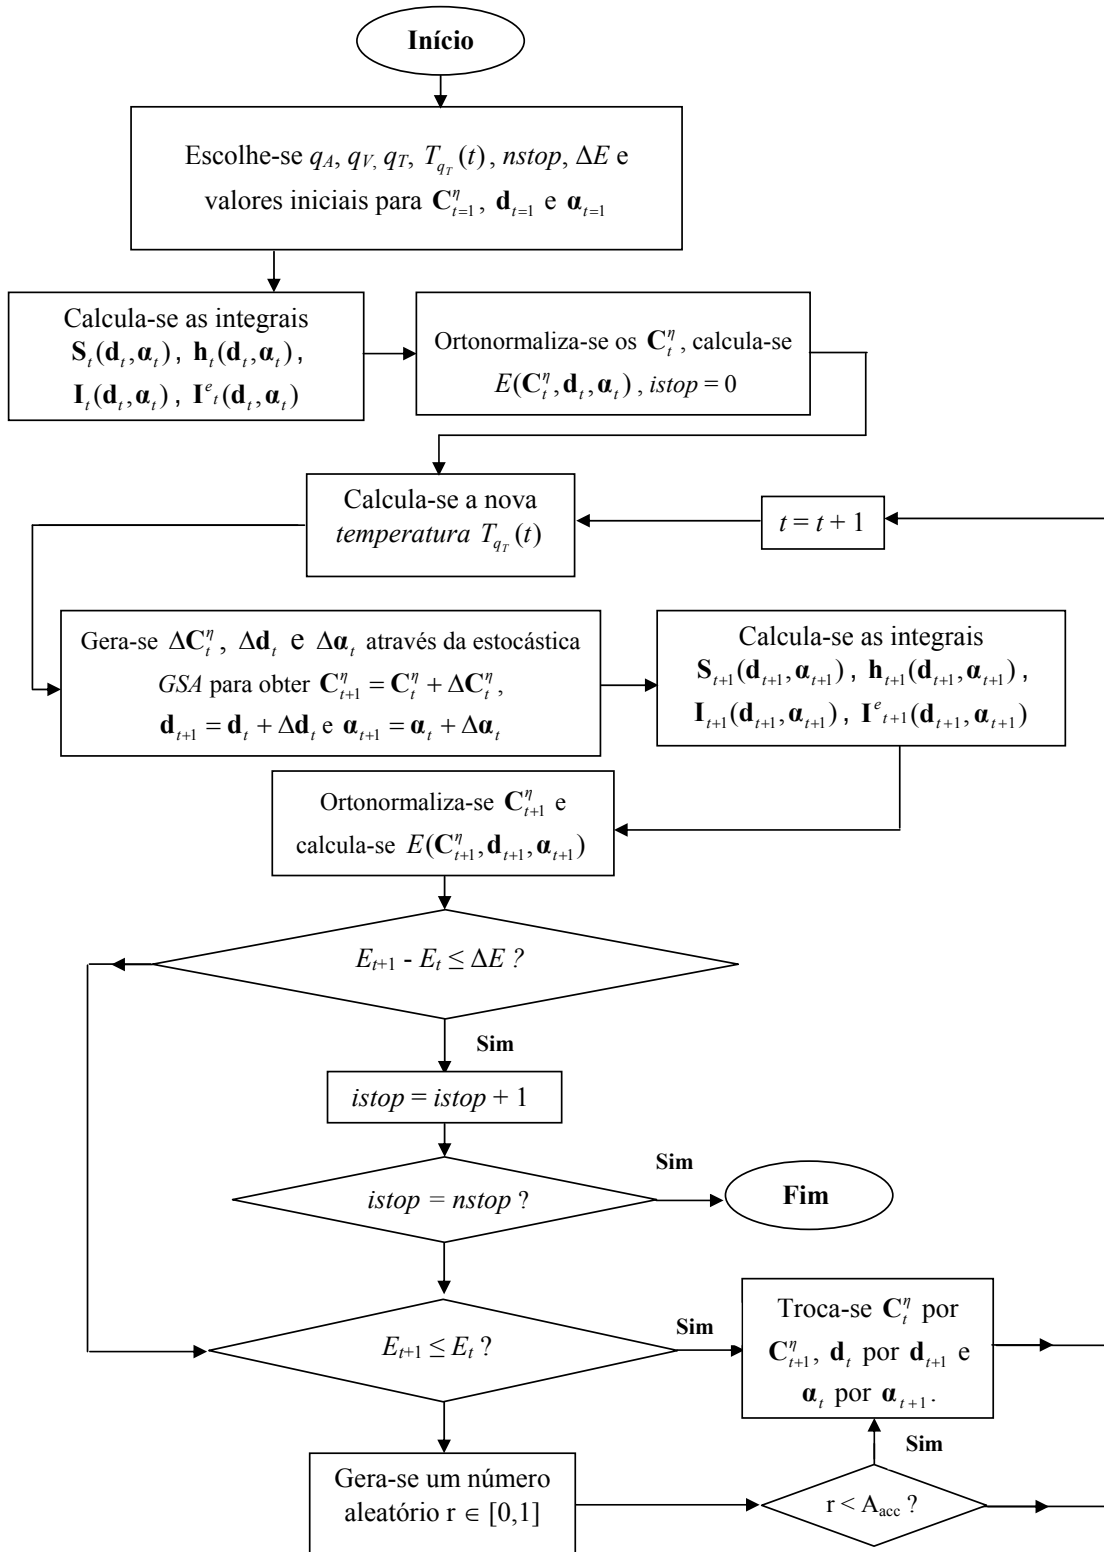 Início
Escolhe-se q_A, q_V, q_T, T_{q_T}(t), nstop, ΔE e
valores iniciais para C^η_{t=1}, d_{t=1} e α_{t=1}
Calcula-se as integrais
S_t(d_t,α_t), h_t(d_t,α_t),
I_t(d_t,α_t), I^e_t(d_t,α_t)
Ortonormaliza-se os C^η_t, calcula-se
E(C^η_t,d_t,α_t), istop = 0
Calcula-se a nova
temperatura T_{q_T}(t)
t = t + 1
Gera-se ΔC^η_t, Δd_t e Δα_t através da estocástica
GSA para obter C^η_{t+1} = C^η_t + ΔC^η_t,
d_{t+1} = d_t + Δd_t e α_{t+1} = α_t + Δα_t
Calcula-se as integrais
S_{t+1}(d_{t+1},α_{t+1}), h_{t+1}(d_{t+1},α_{t+1}),
I_{t+1}(d_{t+1},α_{t+1}), I^e_{t+1}(d_{t+1},α_{t+1})
Ortonormaliza-se C^η_{t+1} e
calcula-se E(C^η_{t+1},d_{t+1},α_{t+1})
E_{t+1} - E_t ≤ ΔE ?
Sim
istop = istop + 1
istop = nstop ?
Sim
Fim
E_{t+1} ≤ E_t ?
Sim
Troca-se C^η_t por
C^η_{t+1}, d_t por d_{t+1} e
α_t por α_{t+1}.
Sim
Gera-se um número
aleatório r ∈ [0,1]
r < A_{acc} ?